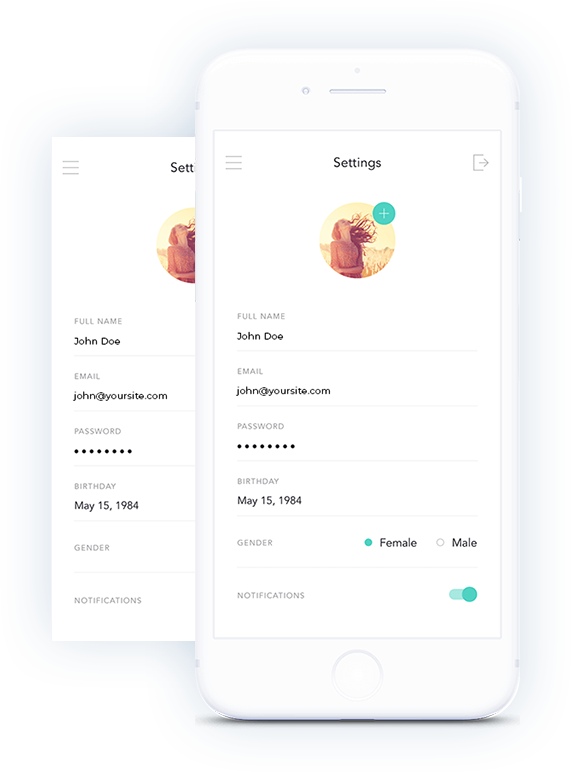 Setti
FULL NAME
John Doe
EMAIL
john@yoursite.com
PASSWORD
••••••••
BIRTHDAY
May 15, 1984
GENDER
NOTIFICATIONS
Settings
FULL NAME
John Doe
EMAIL
john@yoursite.com
PASSWORD
••••••••
BIRTHDAY
May 15, 1984
GENDER Female Male
NOTIFICATIONS